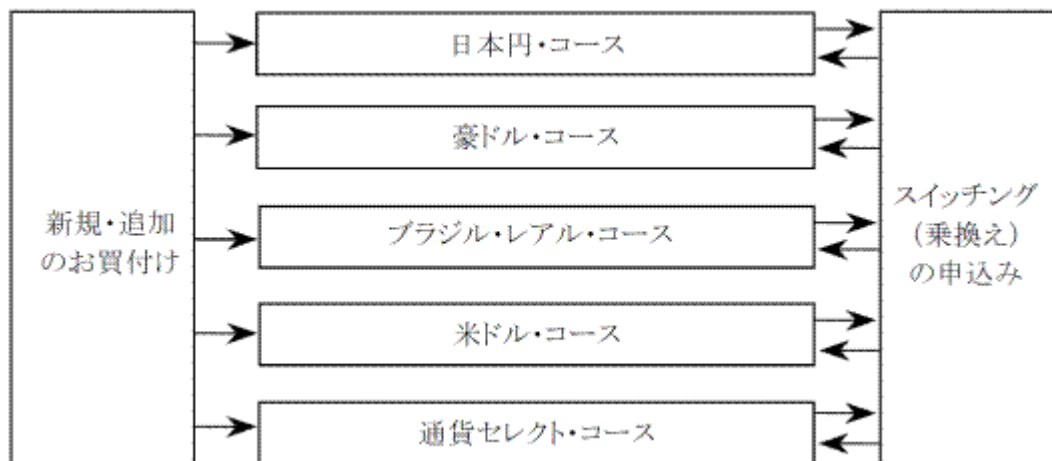 新規・追加
のお買付け
日本円・コース
豪ドル・コース
ブラジル・レアル・コース
米ドル・コース
通貨セレクト・コース
スイッチング
(乗換え)
の申込み